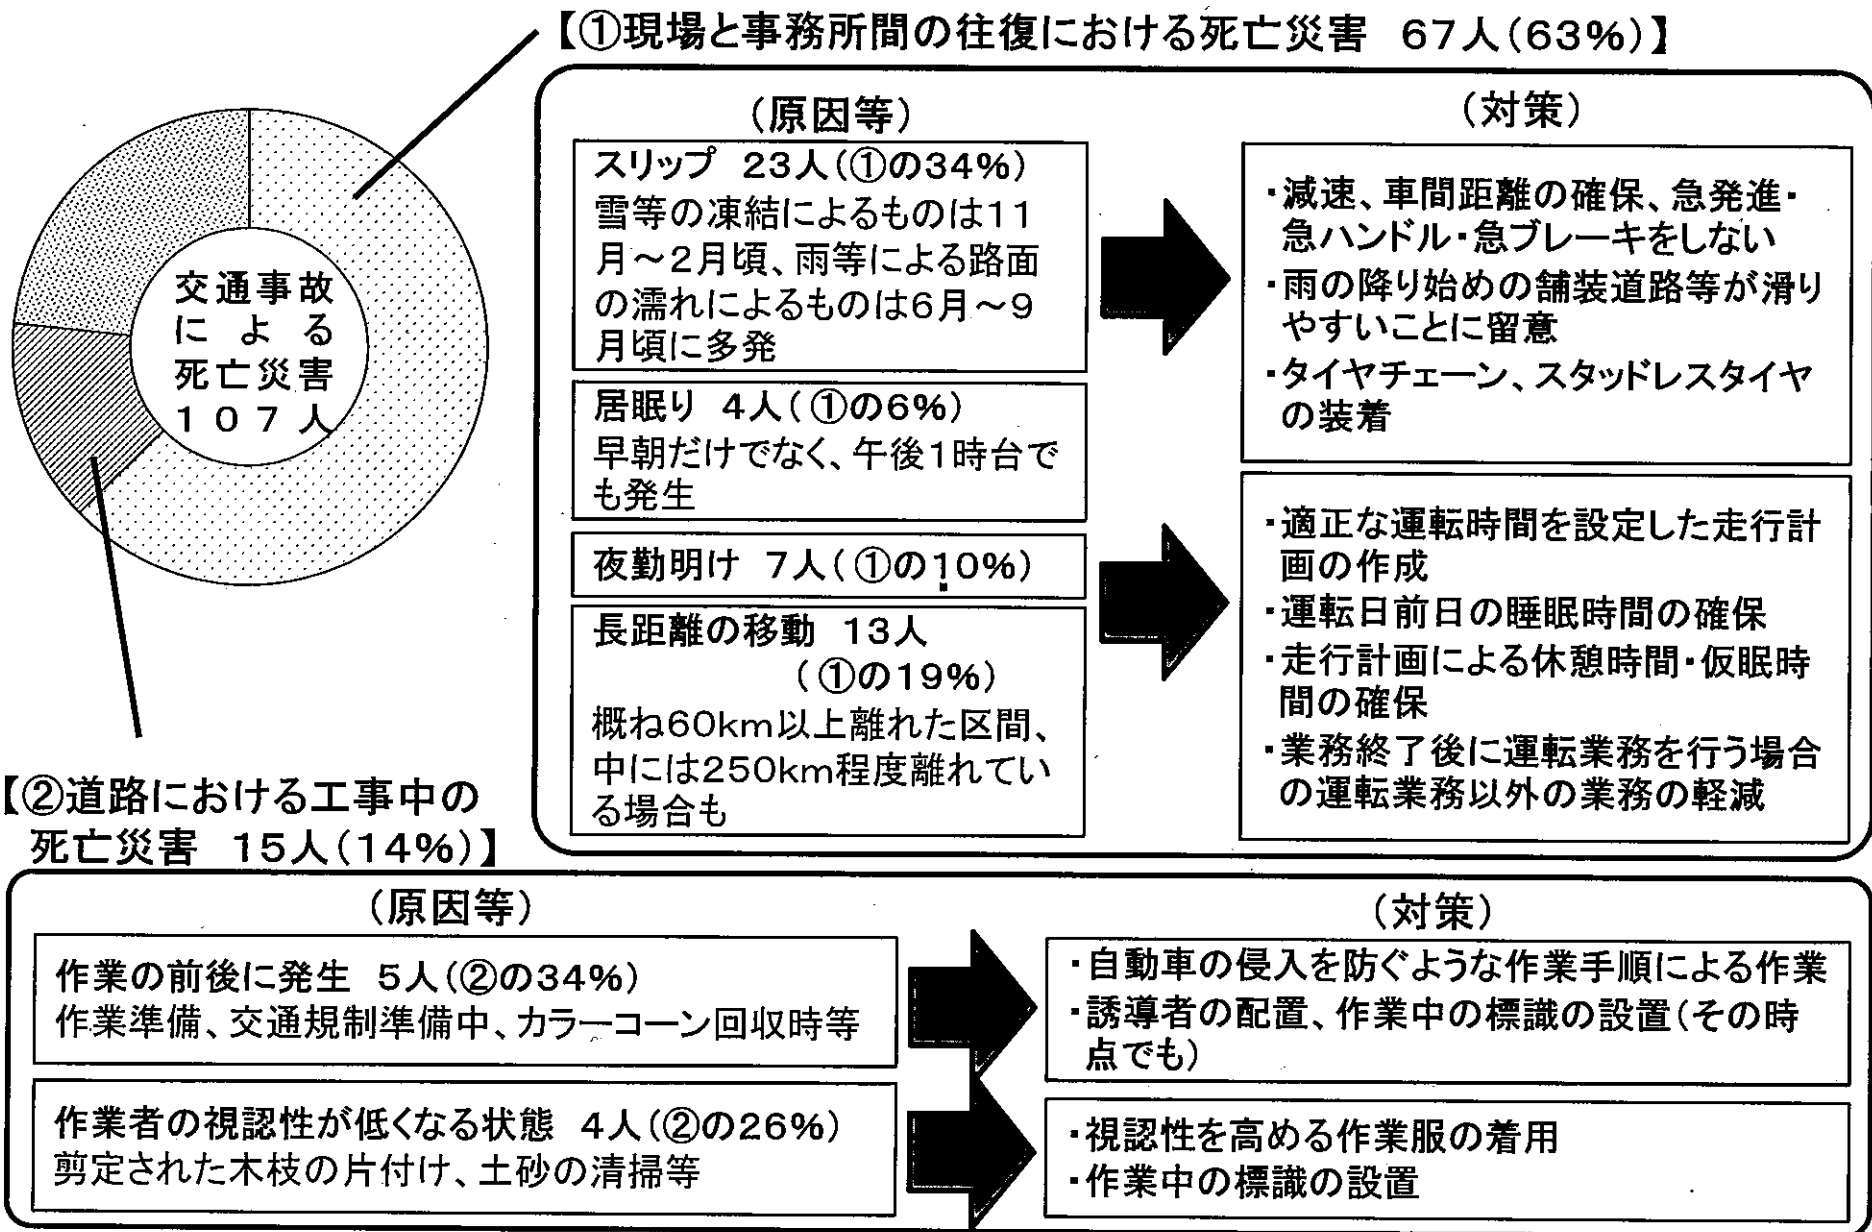 【①現場と事務所間の往復における死亡災害 67人(63%)】
交通事故
による
死亡災害
107人
(原因等)
スリップ 23人(①の34%)
雪等の凍結によるものは11
月～2月頃、雨等による路面
の濡れによるものは6月～9
月頃に多発
居眠り 4人(①の6%)
早朝だけでなく、午後1時台で
も発生
夜勤明け 7人(①の10%)
長距離の移動 13人
(①の19%)
概ね60km以上離れた区間、
中には250km程度離れてい
る場合も
(対策)
・減速、車間距離の確保、急発進・
急ハンドル・急ブレーキをしない
・雨の降り始めの舗装道路等が滑り
やすいことに留意
・タイヤチェーン、スタッドレスタイヤ
の装着
・適正な運転時間を設定した走行計
画の作成
・運転日前日の睡眠時間の確保
・走行計画による休憩時間・仮眠時
間の確保
・業務終了後に運転業務を行う場合
の運転業務以外の業務の軽減
【②道路における工事中の
死亡災害 15人(14%)】
(原因等)
作業の前後に発生 5人(②の34%)
作業準備、交通規制準備中、カラーコーン回収時等
作業者の視認性が低くなる状態 4人(②の26%)
剪定された木枝の片付け、土砂の清掃等
(対策)
・自動車の侵入を防ぐような作業手順による作業
・誘導者の配置、作業中の標識の設置(その時
点でも)
・視認性を高める作業服の着用
・作業中の標識の設置